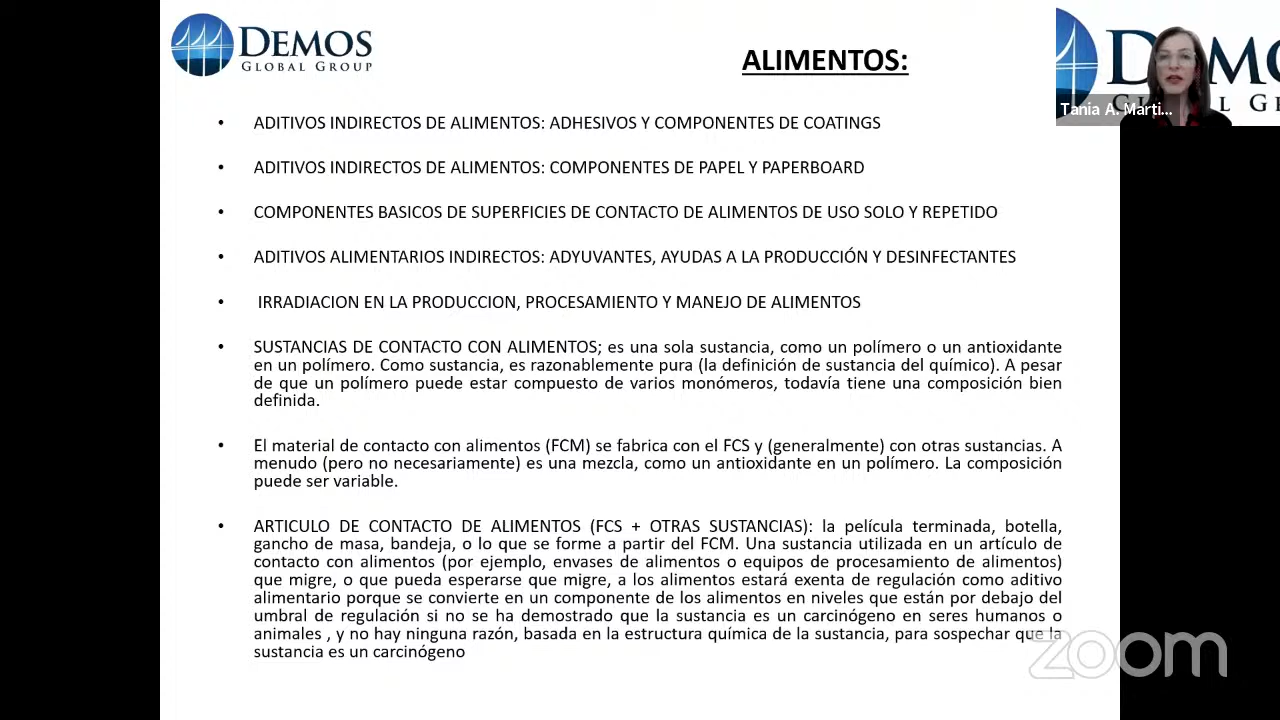 DEMOS
GLOBAL GROUP
ALIMENTOS:
Tania A. Marti...
• ADITIVOS INDIRECTOS DE ALIMENTOS: ADHESIVOS Y COMPONENTES DE COATINGS
• ADITIVOS INDIRECTOS DE ALIMENTOS: COMPONENTES DE PAPEL Y PAPERBOARD
• COMPONENTES BASICOS DE SUPERFICIES DE CONTACTO DE ALIMENTOS DE USO SOLO Y REPETIDO
• ADITIVOS ALIMENTARIOS INDIRECTOS: ADYUVANTES, AYUDAS A LA PRODUCCIÓN Y DESINFECTANTES
• IRRADIACION EN LA PRODUCCION, PROCESAMIENTO Y MANEJO DE ALIMENTOS
• SUSTANCIAS DE CONTACTO CON ALIMENTOS; es una sola sustancia, como un polímero o un antioxidante
en un polímero. Como sustancia, es razonablemente pura (la definición de sustancia del químico). A pesar
de que un polímero puede estar compuesto de varios monómeros, todavía tiene una composición bien
definida.
• El material de contacto con alimentos (FCM) se fabrica con el FCS y (generalmente) con otras sustancias. A
menudo (pero no necesariamente) es una mezcla, como un antioxidante en un polímero. La composición
puede ser variable.
• ARTICULO DE CONTACTO DE ALIMENTOS (FCS + OTRAS SUSTANCIAS): la película terminada, botella,
gancho de masa, bandeja, o lo que se forme a partir del FCM. Una sustancia utilizada en un artículo de
contacto con alimentos (por ejemplo, envases de alimentos o equipos de procesamiento de alimentos)
que migre, o que pueda esperarse que migre, a los alimentos estará exenta de regulación como aditivo
alimentario porque se convierte en un componente de los alimentos en niveles que están por debajo del
umbral de regulación si no se ha demostrado que la sustancia es un carcinógeno en seres humanos o
animales , y no hay ninguna razón, basada en la estructura química de la sustancia, para sospechar que la
sustancia es un carcinógeno
zoom